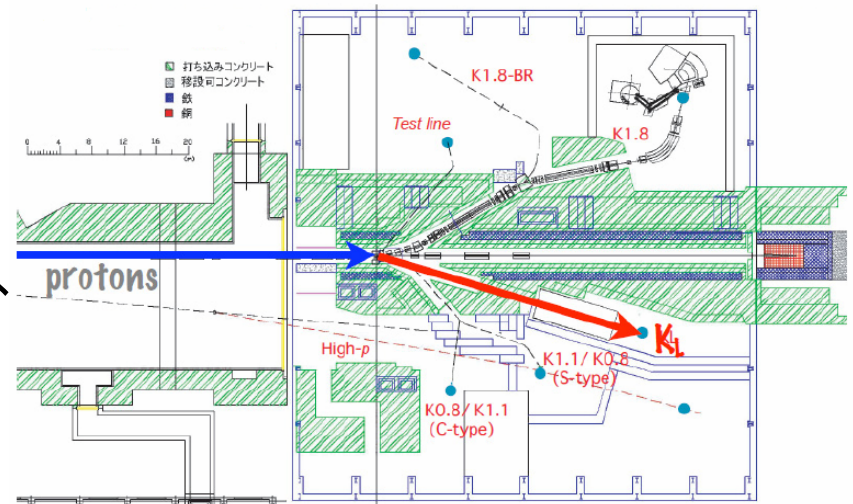 打ち込みコンクリート
移設可コンクリート
鉄
銅
0 4 8 12 16 20
(m)
K1.8-BR
Test line
K1.8
protons
High-p
KL
K1.1/ K0.8
(S-type)
K0.8/ K1.1
(C-type)